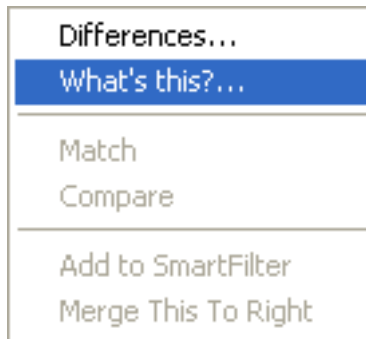 Differences...
What's this?...
Match
Compare
Add to SmartFilter
Merge This To Right